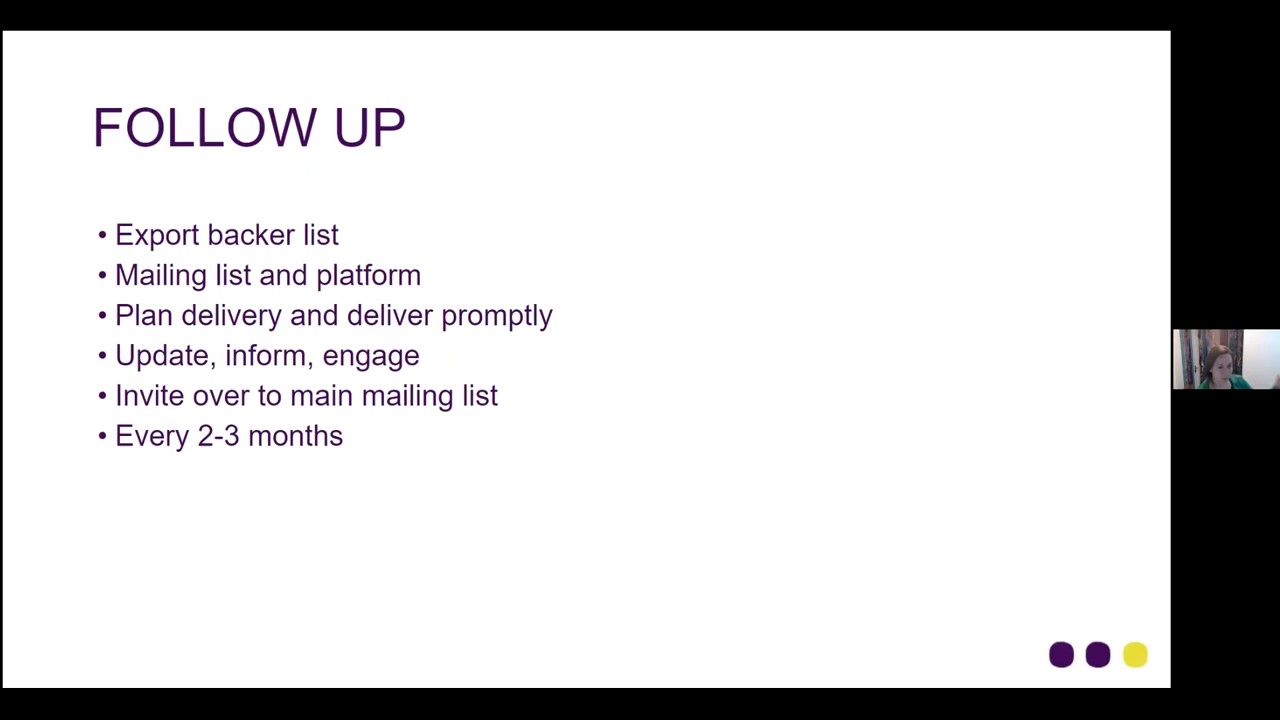 FOLLOW UP
• Export backer list
• Mailing list and platform
• Plan delivery and deliver promptly
• Update, inform, engage
• Invite over to main mailing list
• Every 2-3 months